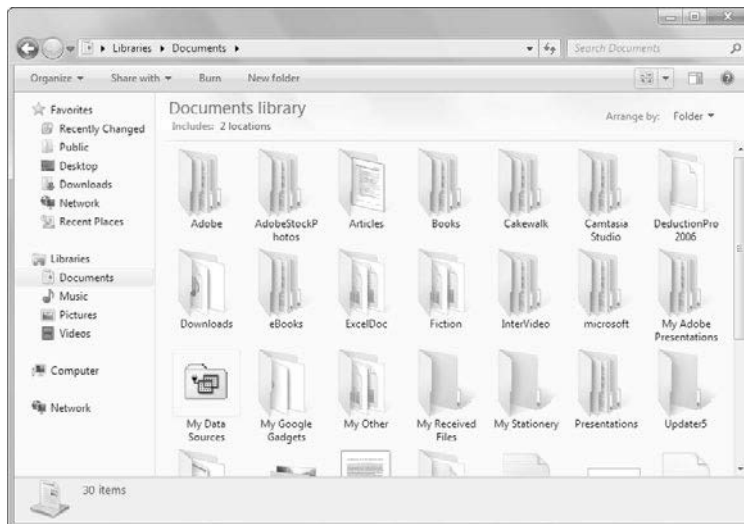 Libraries ▸ Documents ▸
Search Documents
Organize Share with Burn New folder
Favorites
Recently Changed
Public
Desktop
Downloads
Network
Recent Places
Libraries
Documents
Music
Pictures
Videos
Computer
Network
Documents library
Includes: 2 locations
Arrange by: Folder
Adobe
AdobeStockP
hotos
Articles
Books
Cakewalk
Camtasia
Studio
DeductionPro
2006
Downloads
eBooks
ExcelDoc
Fiction
InterVideo
microsoft
My Adobe
Presentations
My Data
Sources
My Google
Gadgets
My Other
My Received
Files
My Stationery
Presentations
Updater5
30 items